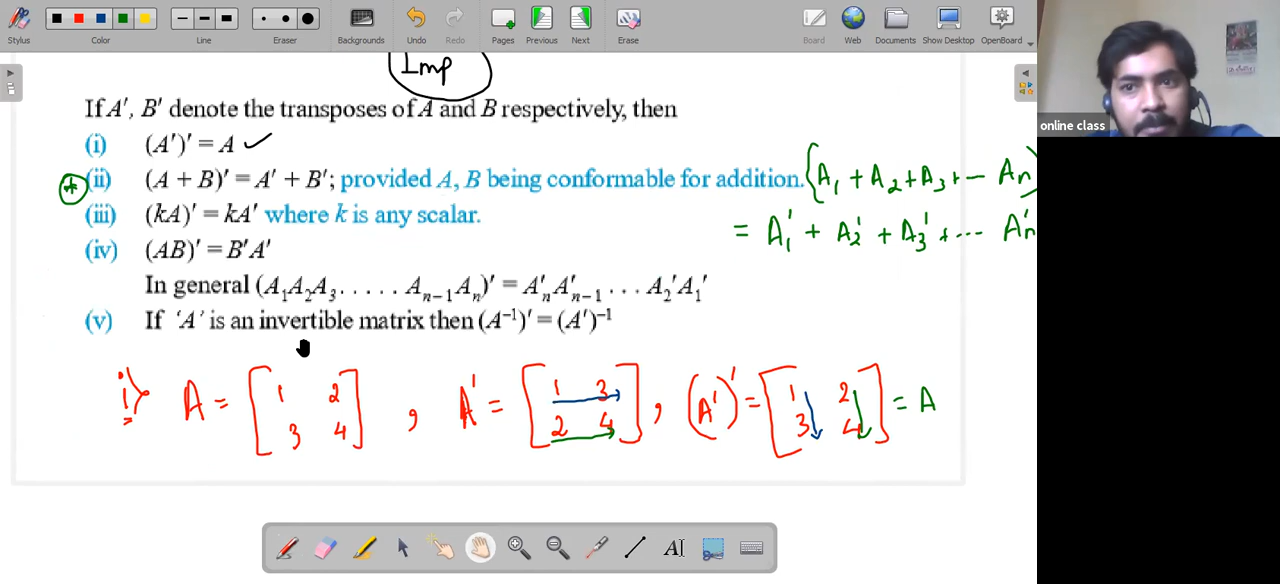 Stylus Color Line Eraser Backgrounds Undo Redo Pages Previous Next Erase Board Web Documents Show Desktop OpenBoard
Imp
online class
If A′, B′ denote the transposes of A and B respectively, then
(i) (A′)′ = A ✓
* (ii) (A + B)′ = A′ + B′; provided A, B being conformable for addition. {A₁ + A₂ + A₃ + --- Aₙ}
(iii) (kA)′ = kA′ where k is any scalar. = A₁′ + A₂′ + A₃′ + --- Aₙ′
(iv) (AB)′ = B′A′
In general (A₁A₂A₃ . . . . . Aₙ₋₁ Aₙ)′ = A′ₙ A′ₙ₋₁ . . . A₂′A₁′
(v) If ‘A’ is an invertible matrix then (A⁻¹)′ = (A′)⁻¹
i> A = [1 2 , A′ = [1 3 , (A′)′ = [1 2 = A
3 4] 2 4] 3 4]
AI